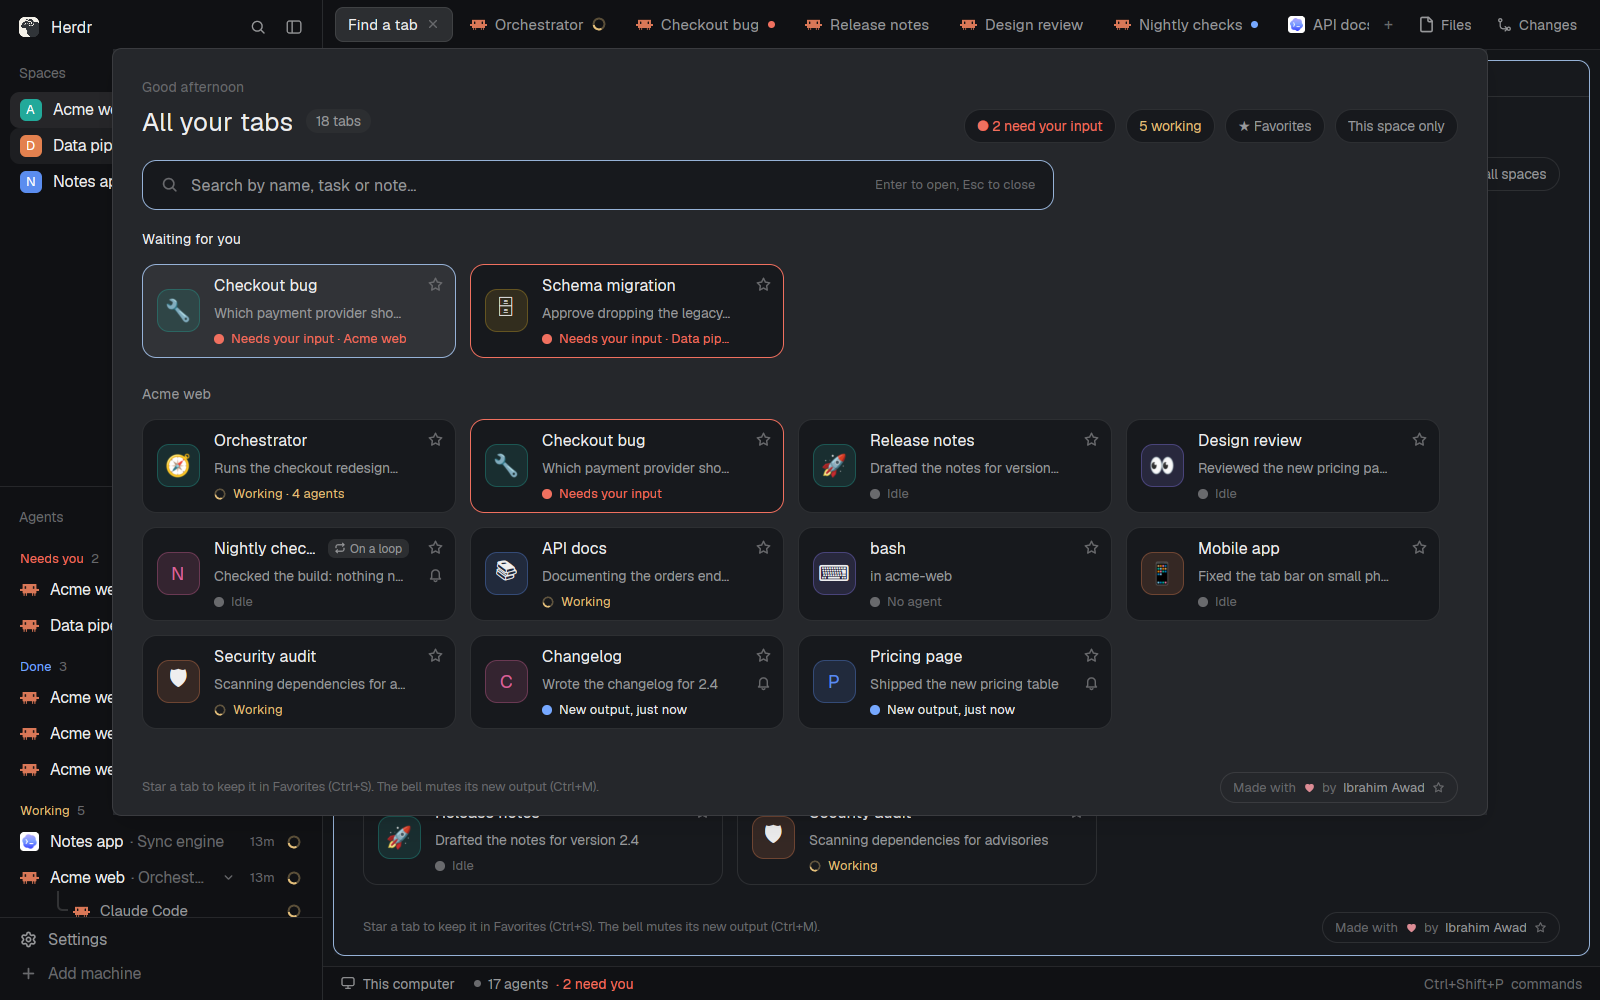 Herdr
Find a tab
Orchestrator
Checkout bug
Release notes
Design review
Nightly checks
API docs
Files
Changes
Spaces
A Acme we
D Data pip
N Notes ap
Good afternoon
All your tabs
18 tabs
2 need your input
5 working
★ Favorites
This space only
Search by name, task or note...
Enter to open, Esc to close
all spaces
Waiting for you
Checkout bug
Which payment provider sho...
Needs your input · Acme web
Schema migration
Approve dropping the legacy...
Needs your input · Data pip...
Acme web
Orchestrator
Runs the checkout redesign...
Working · 4 agents
Checkout bug
Which payment provider sho...
Needs your input
Release notes
Drafted the notes for version...
Idle
Design review
Reviewed the new pricing pa...
Idle
N
Nightly chec...
On a loop
Checked the build: nothing n...
Idle
API docs
Documenting the orders end...
Working
bash
in acme-web
No agent
Mobile app
Fixed the tab bar on small ph...
Idle
Security audit
Scanning dependencies for a...
Working
C
Changelog
Wrote the changelog for 2.4
New output, just now
P
Pricing page
Shipped the new pricing table
New output, just now
Star a tab to keep it in Favorites (Ctrl+S). The bell mutes its new output (Ctrl+M).
Made with ♥ by Ibrahim Awad
Agents
Needs you 2
Acme we
Data pipe
Done 3
Acme we
Acme we
Acme we
Working 5
Notes app · Sync engine 13m
Acme web · Orchest... 13m
Claude Code
Settings
Add machine
Release notes
Drafted the notes for version 2.4
Idle
Security audit
Scanning dependencies for advisories
Working
Star a tab to keep it in Favorites (Ctrl+S). The bell mutes its new output (Ctrl+M).
Made with ♥ by Ibrahim Awad
This computer
17 agents · 2 need you
Ctrl+Shift+P commands